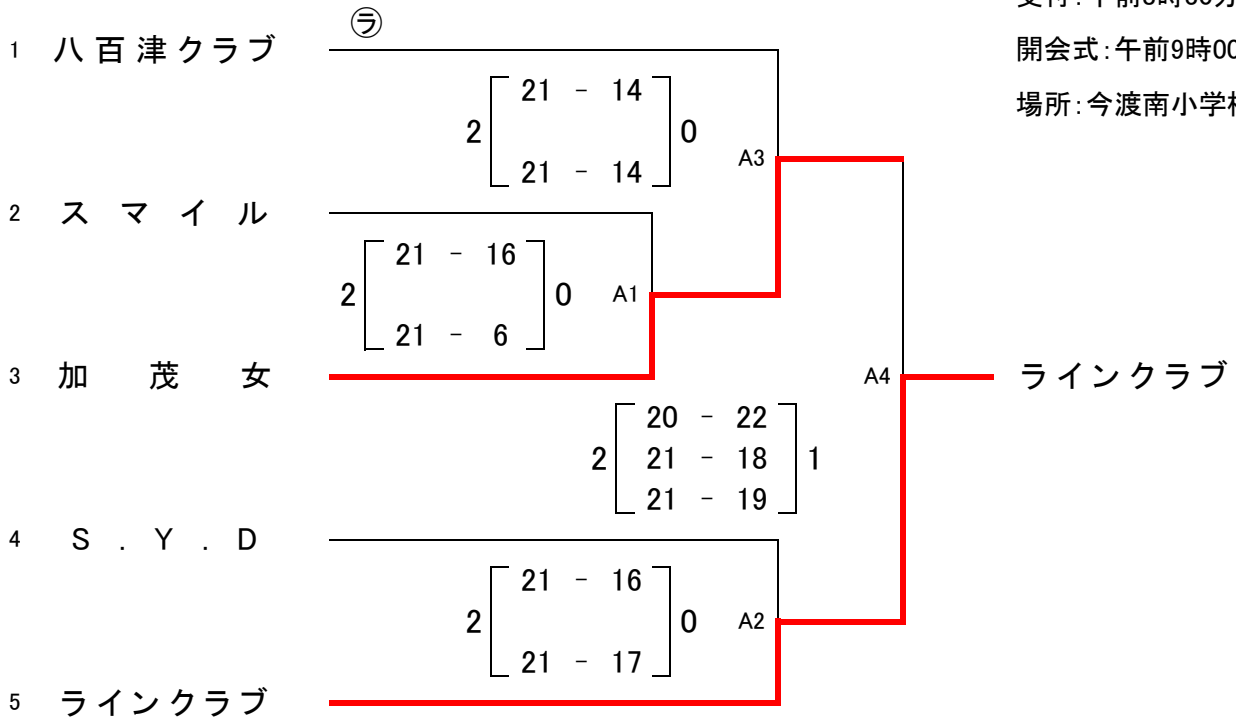 受付：午前8時30分
㋶
1 八百津クラブ
開会式：午前9時00
21 - 14
2 0
場所：今渡南小学校
A3
21 - 14
2 スマイル
21 - 16
2 0 A1
21 - 6
3 加茂女
A4 ラインクラブ
20 - 22
2 21 - 18 1
21 - 19
4 S.Y.D
21 - 16
2 0 A2
21 - 17
5 ラインクラブ